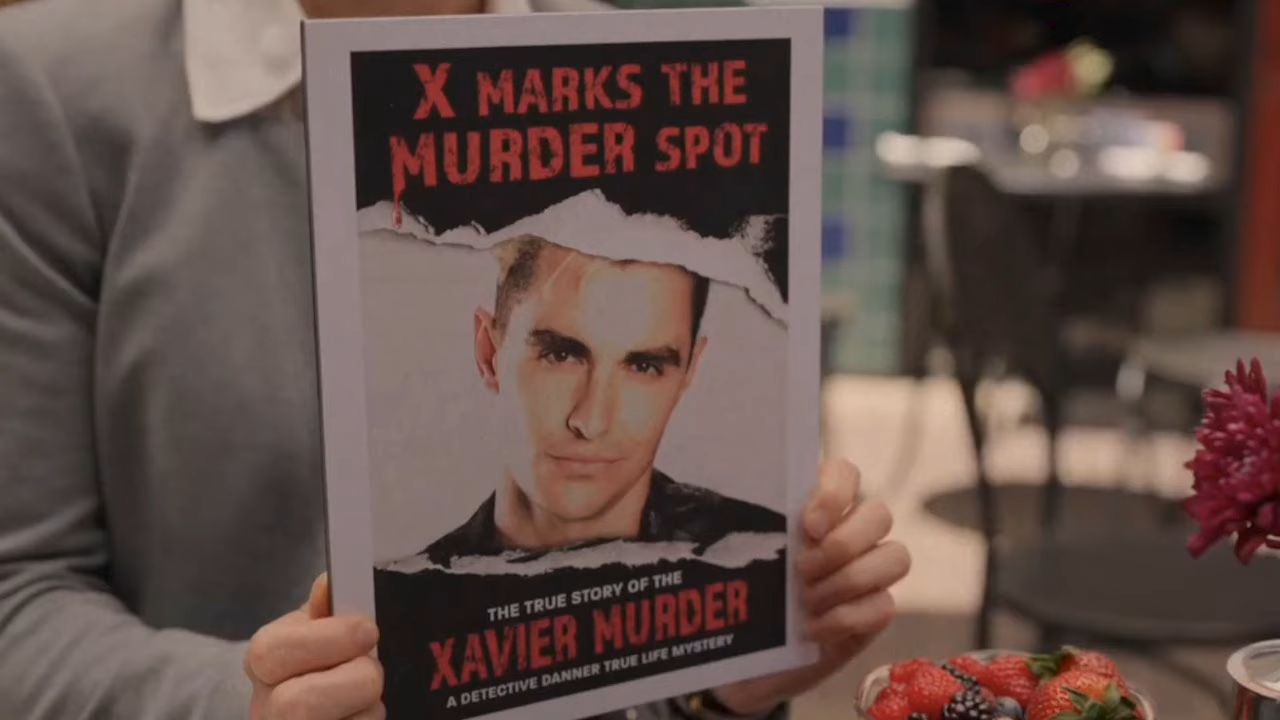 X MARKS THE
MURDER SPOT
THE TRUE STORY OF THE
XAVIER MURDER
A DETECTIVE DANNER TRUE LIFE MYSTERY